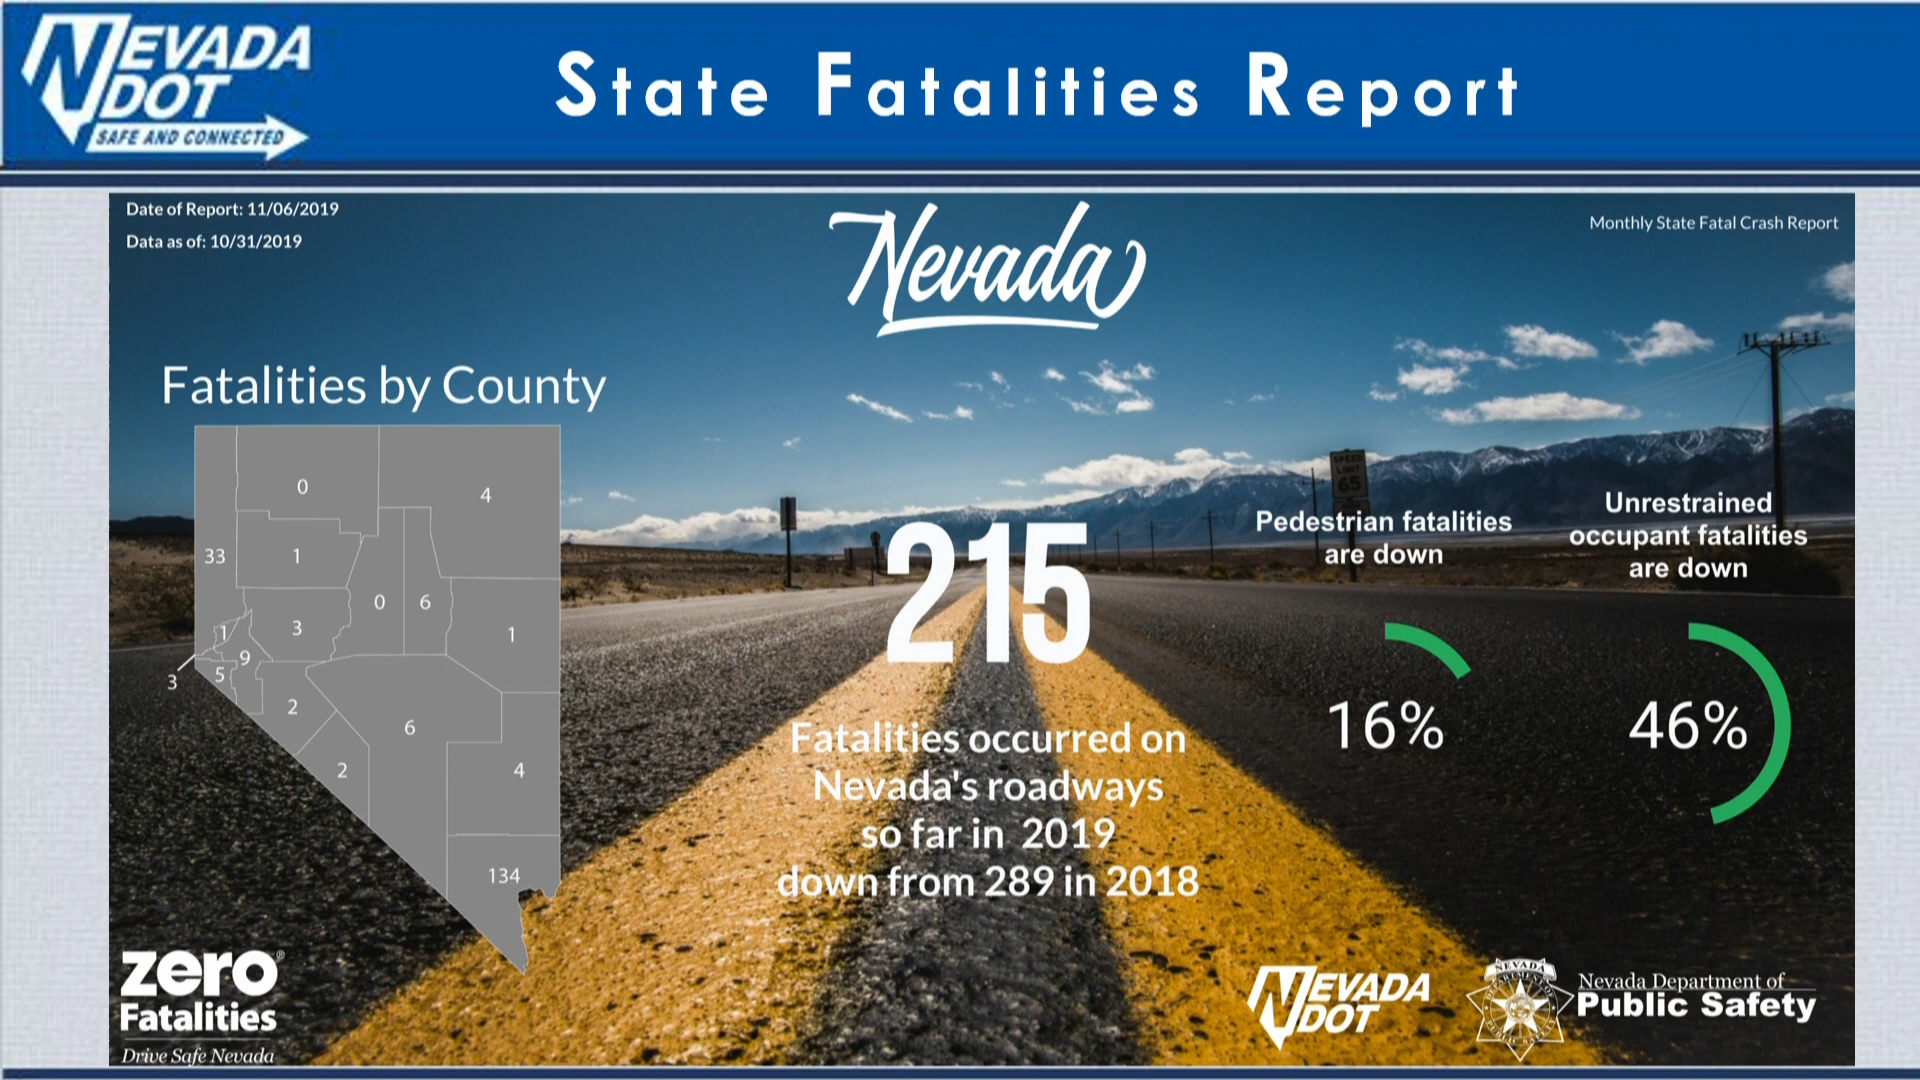 NEVADA
DOT
SAFE AND CONNECTED
State Fatalities Report
Date of Report: 11/06/2019
Data as of: 10/31/2019
Nevada
Monthly State Fatal Crash Report
Fatalities by County
0
4
33
1
0
6
1
3
1
9
3
5
2
6
2
4
134
SPEED
LIMIT
65
215
Fatalities occurred on
Nevada's roadways
so far in 2019
down from 289 in 2018
Pedestrian fatalities
are down
16%
Unrestrained
occupant fatalities
are down
46%
zero®
Fatalities
Drive Safe Nevada
NEVADA
DOT
NEVADA
Nevada Department of
Public Safety